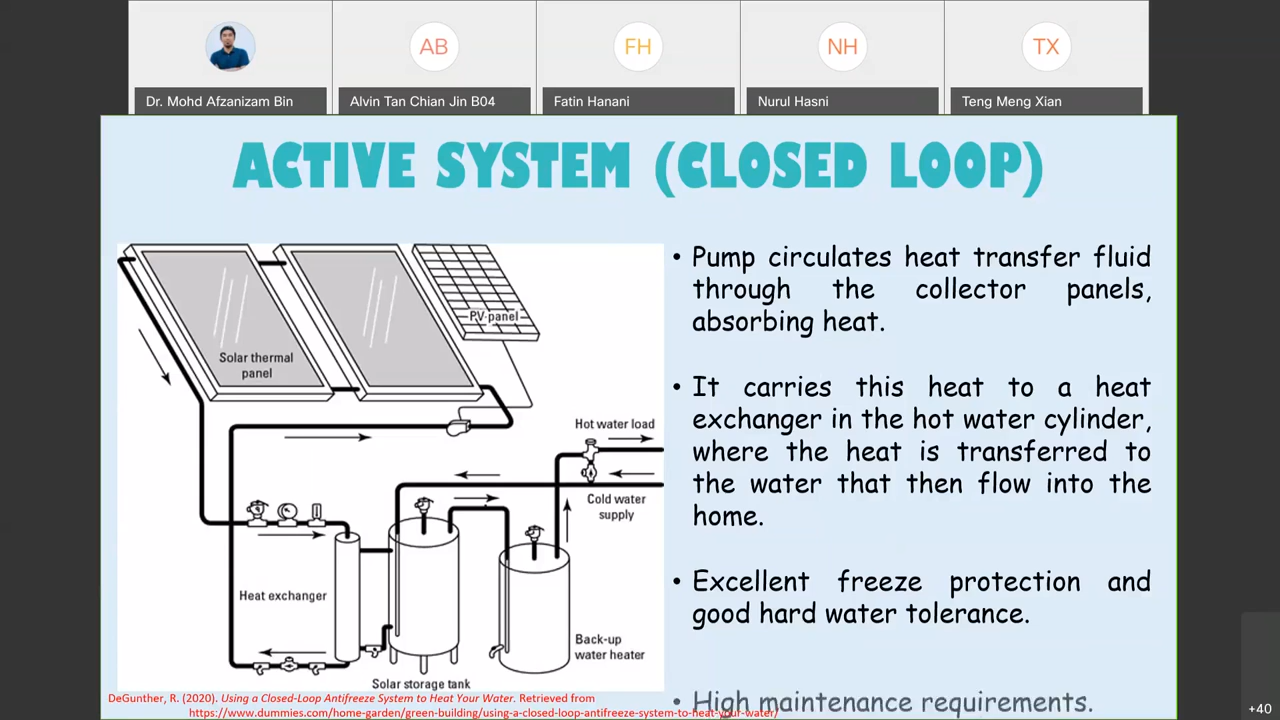 AB
FH
NH
TX
Dr. Mohd Afzanizam Bin
Alvin Tan Chian Jin B04
Fatin Hanani
Nurul Hasni
Teng Meng Xian
ACTIVE SYSTEM (CLOSED LOOP)
PV panel
Solar thermal
panel
Hot water load
Cold water
supply
Heat exchanger
Back-up
water heater
Solar storage tank
• Pump circulates heat transfer fluid
through the collector panels,
absorbing heat.
• It carries this heat to a heat
exchanger in the hot water cylinder,
where the heat is transferred to
the water that then flow into the
home.
• Excellent freeze protection and
good hard water tolerance.
• High maintenance requirements.
DeGunther, R. (2020). Using a Closed-Loop Antifreeze System to Heat Your Water. Retrieved from
https://www.dummies.com/home-garden/green-building/using-a-closed-loop-antifreeze-system-to-heat-your-water/
+40